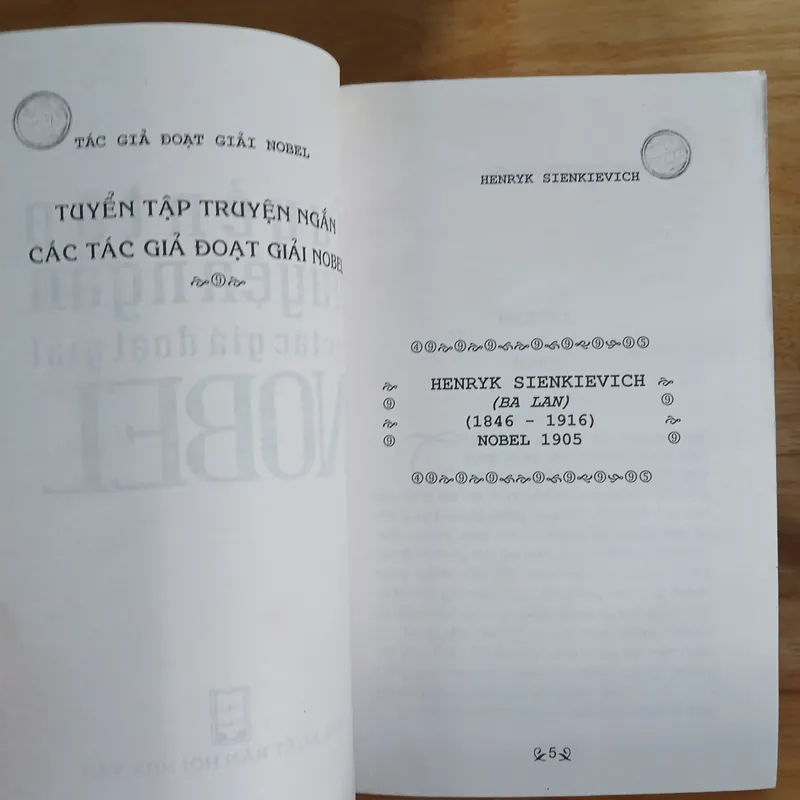 TÁC GIẢ ĐOẠT GIẢI NOBEL
TUYỂN TẬP TRUYỆN NGẮN
CÁC TÁC GIẢ ĐOẠT GIẢI NOBEL
HENRYK SIENKIEVICH
HENRYK SIENKIEVICH
(BA LAN)
(1846 – 1916)
NOBEL 1905
5